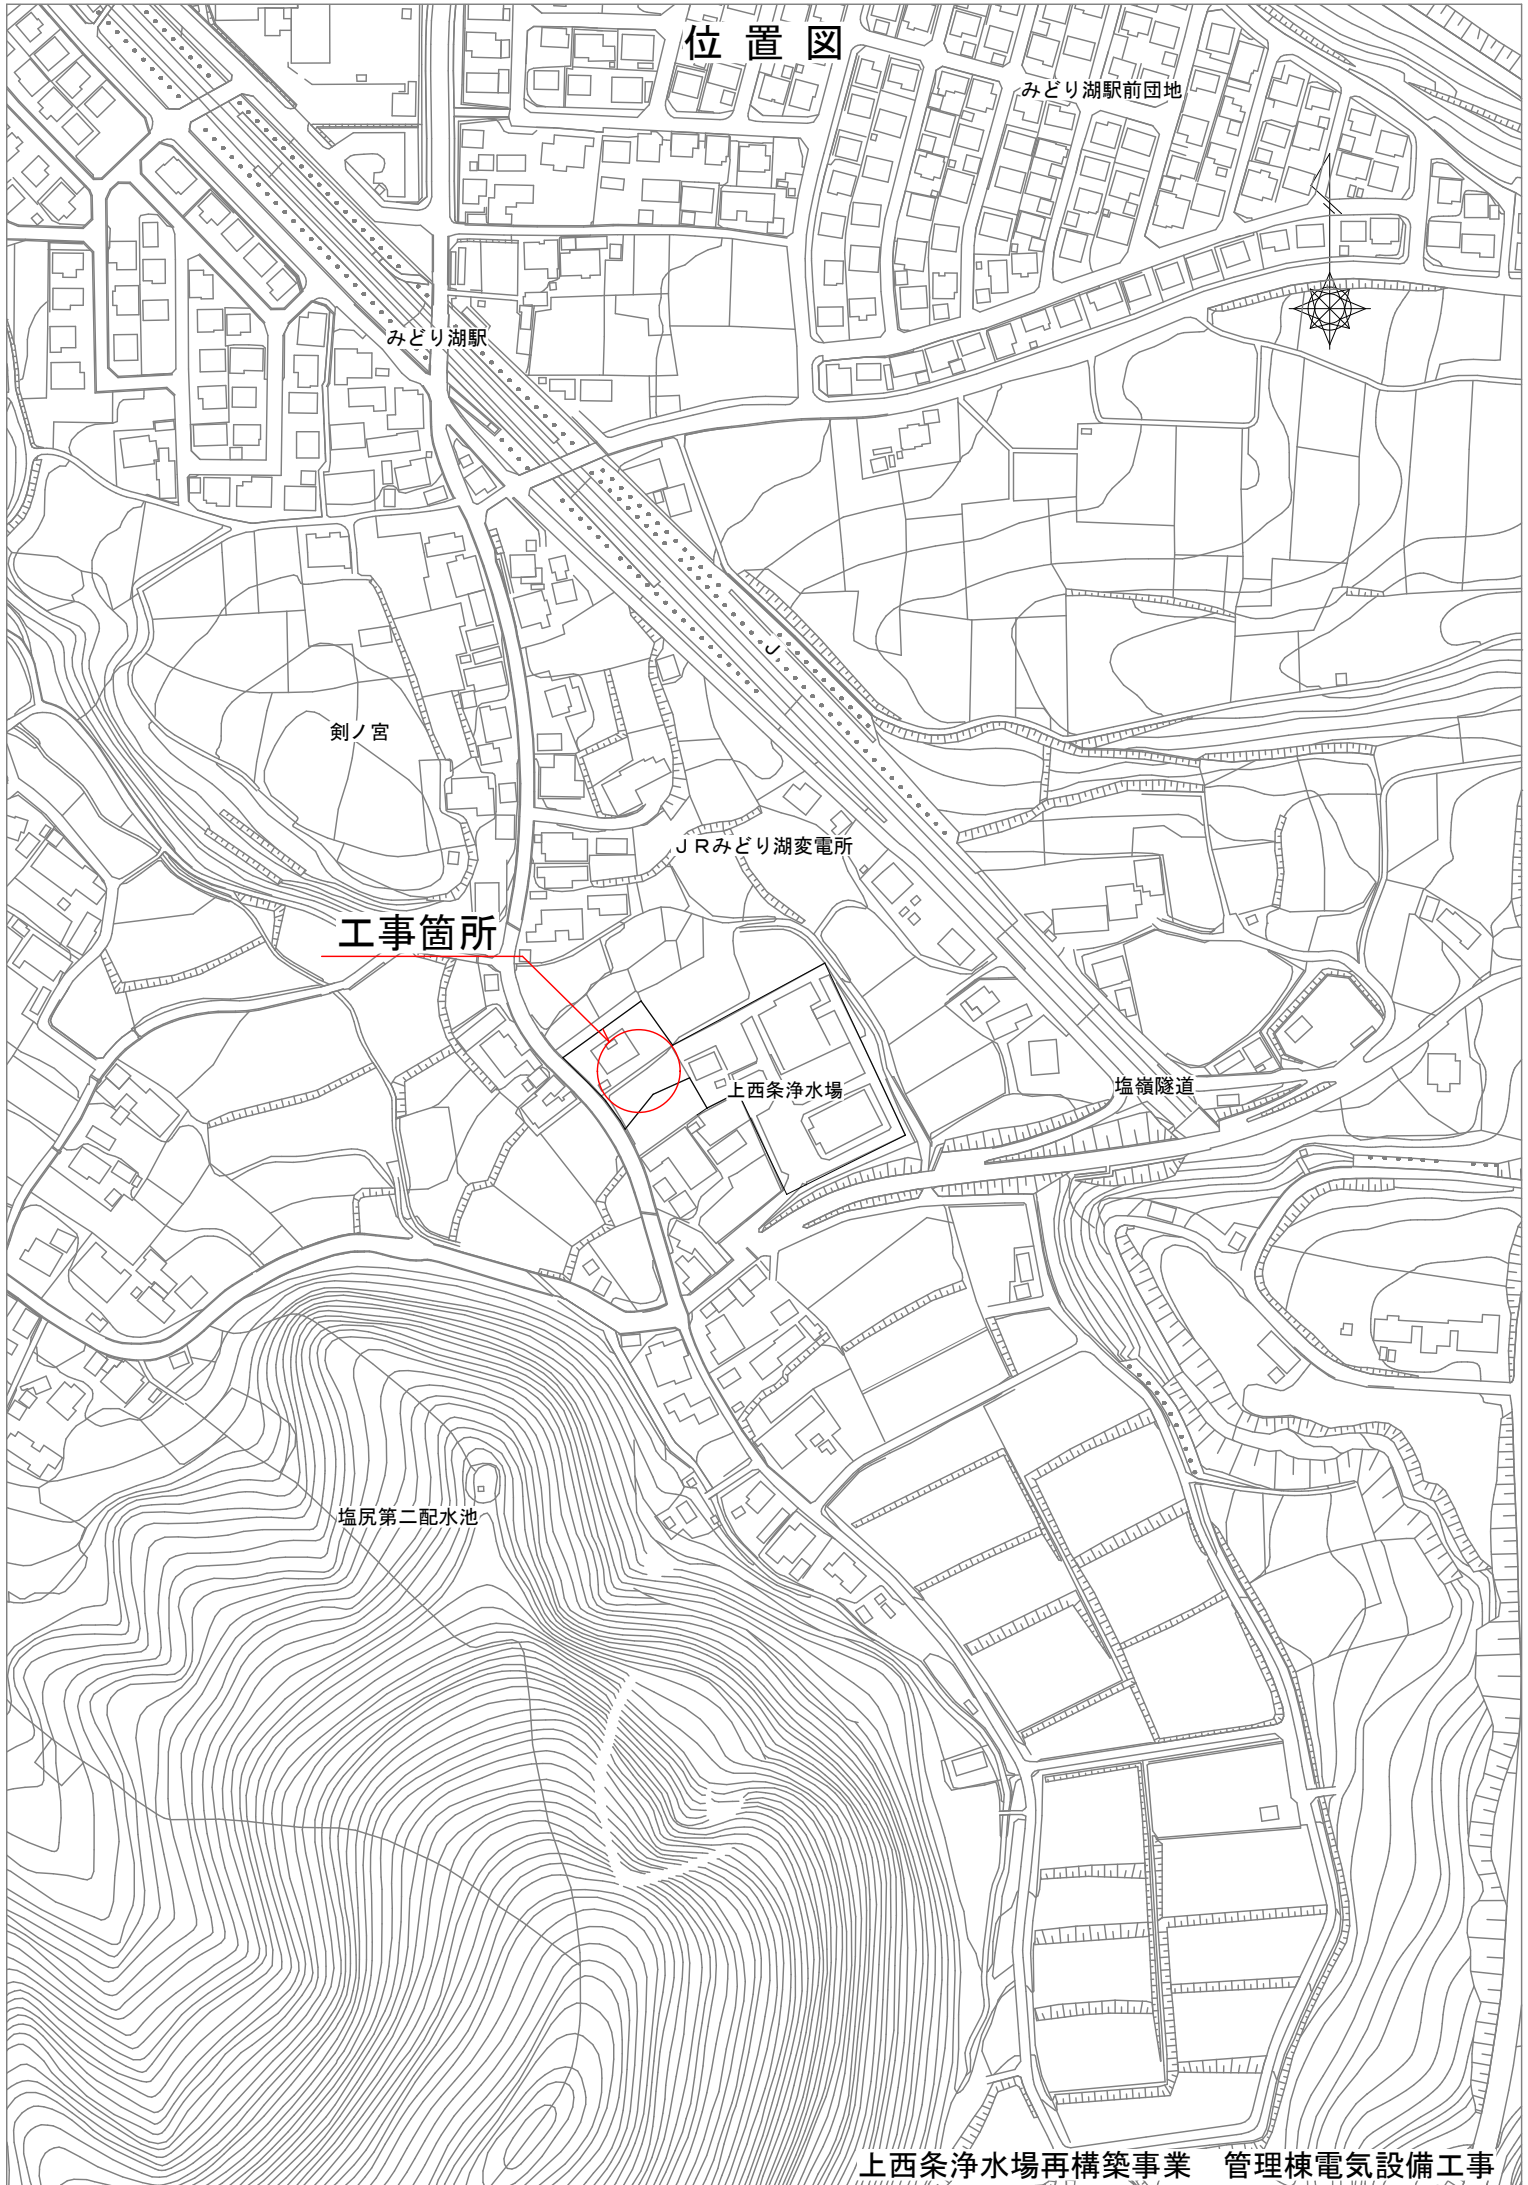 位置図
みどり湖駅前団地
みどり湖駅
J
剣ノ宮
ＪＲみどり湖変電所
工事箇所
上西条浄水場
塩嶺隧道
塩尻第二配水池
上西条浄水場再構築事業　管理棟電気設備工事